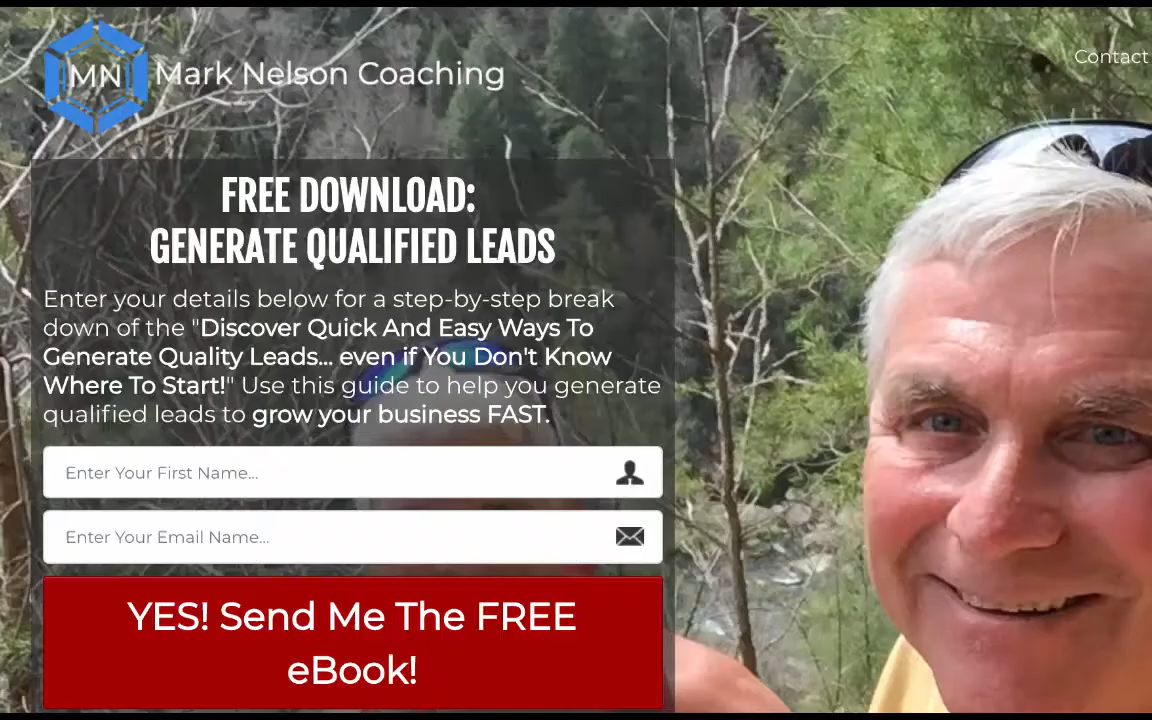 MN Mark Nelson Coaching
Contact
FREE DOWNLOAD:
GENERATE QUALIFIED LEADS
Enter your details below for a step-by-step break
down of the "Discover Quick And Easy Ways To
Generate Quality Leads... even if You Don't Know
Where To Start!" Use this guide to help you generate
qualified leads to grow your business FAST.
Enter Your First Name...
Enter Your Email Name...
YES! Send Me The FREE
eBook!